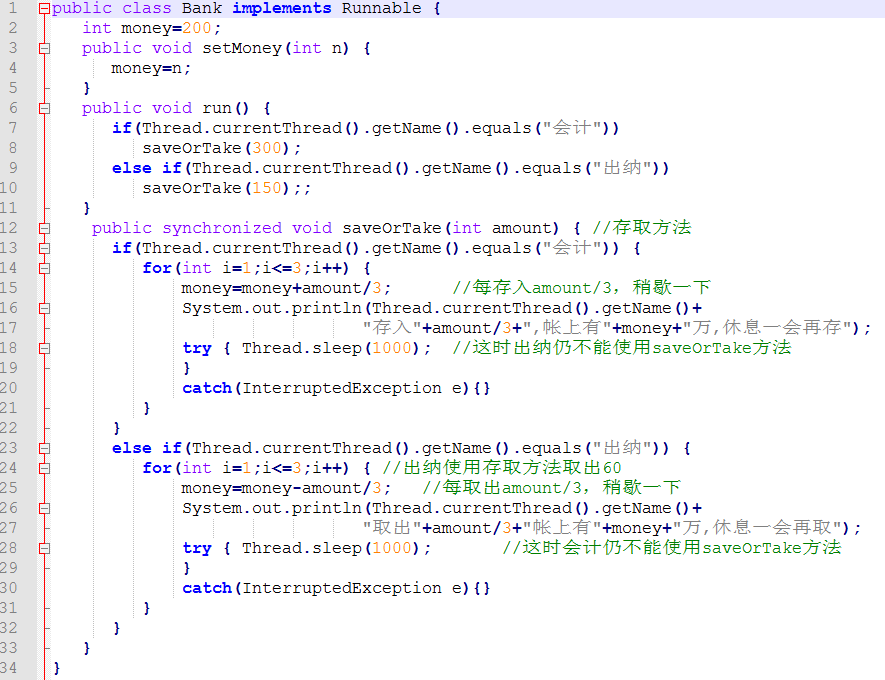 1 public class Bank implements Runnable {
2 int money=200;
3 public void setMoney(int n) {
4 money=n;
5 }
6 public void run() {
7 if(Thread.currentThread().getName().equals("会计"))
8 saveOrTake(300);
9 else if(Thread.currentThread().getName().equals("出纳"))
10 saveOrTake(150);;
11 }
12 public synchronized void saveOrTake(int amount) { //存取方法
13 if(Thread.currentThread().getName().equals("会计")) {
14 for(int i=1;i<=3;i++) {
15 money=money+amount/3; //每存入amount/3，稍歇一下
16 System.out.println(Thread.currentThread().getName()+
17 "存入"+amount/3+",帐上有"+money+"万,休息一会再存");
18 try { Thread.sleep(1000); //这时出纳仍不能使用saveOrTake方法
19 }
20 catch(InterruptedException e){}
21 }
22 }
23 else if(Thread.currentThread().getName().equals("出纳")) {
24 for(int i=1;i<=3;i++) { //出纳使用存取方法取出60
25 money=money-amount/3; //每取出amount/3，稍歇一下
26 System.out.println(Thread.currentThread().getName()+
27 "取出"+amount/3+"帐上有"+money+"万,休息一会再取");
28 try { Thread.sleep(1000); //这时会计仍不能使用saveOrTake方法
29 }
30 catch(InterruptedException e){}
31 }
32 }
33 }
34 }